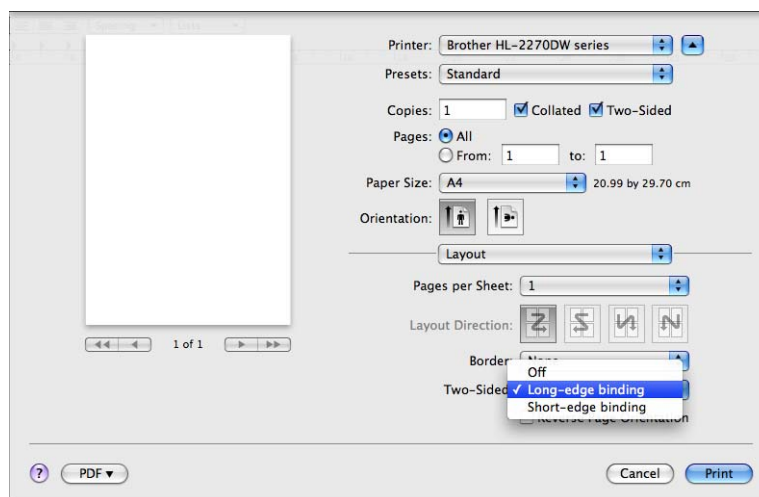 Printer: Brother HL-2270DW series
Presets: Standard
Copies: 1 Collated Two-Sided
Pages: All
From: 1 to: 1
Paper Size: A4 20.99 by 29.70 cm
Orientation:
Layout
Pages per Sheet: 1
Layout Direction:
1 of 1
Border: None
Off
Two-Sided ✓ Long-edge binding
Short-edge binding
Reverse Page Orientation
? PDF ▾ Cancel Print